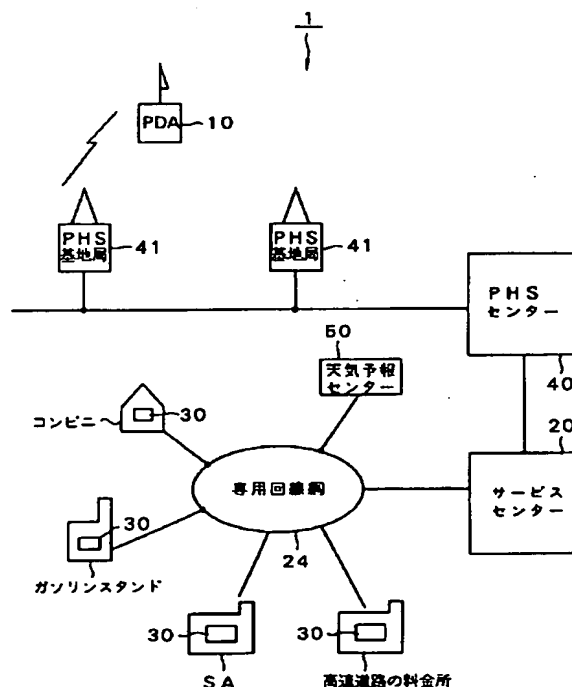 1
PDA
10
PHS
基地局
41
PHS
基地局
41
PHS
センター
40
50
天気予報
センター
20
コンビニ
30
専用回線網
サービス
センター
30
24
ガソリンスタンド
30
30
SA
高速道路の料金所